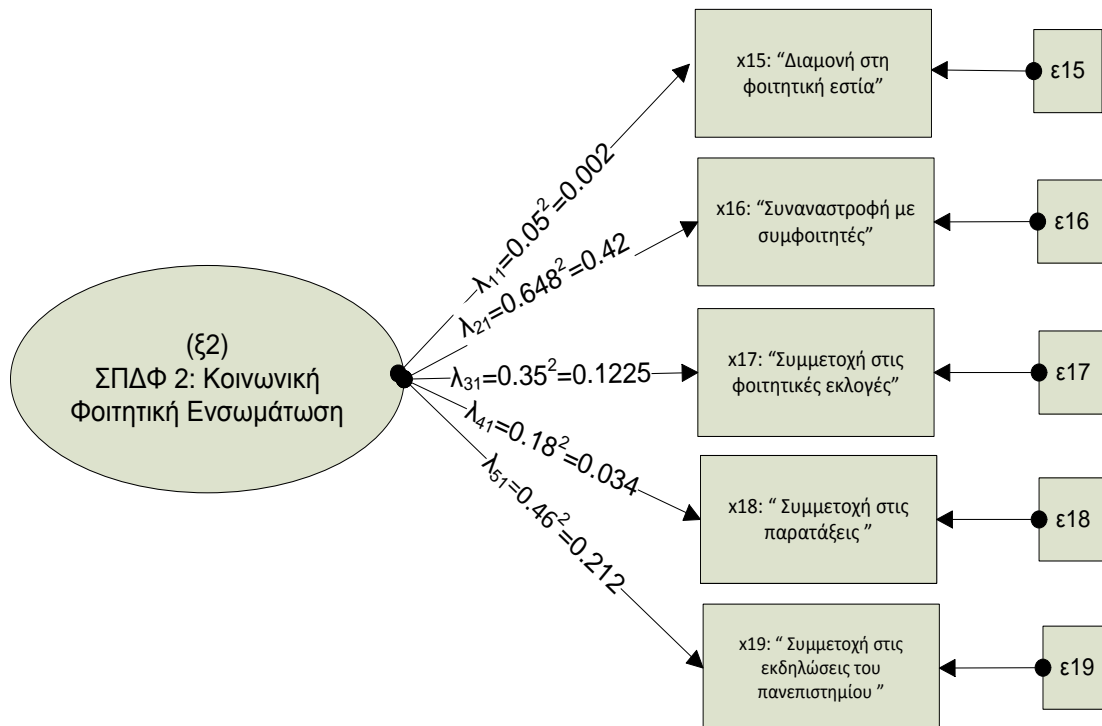 x15: “Διαμονή στη
φοιτητική εστία”
ε15
λ₁₁=0.05²=0.002
x16: “Συναναστροφή με
συμφοιτητές”
ε16
λ₂₁=0.648²=0.42
(ξ2)
ΣΠΔΦ 2: Κοινωνική
Φοιτητική Ενσωμάτωση
λ₃₁=0.35²=0.1225
x17: “Συμμετοχή στις
φοιτητικές εκλογές”
ε17
λ₄₁=0.18²=0.034
x18: “ Συμμετοχή στις
παρατάξεις ”
ε18
λ₅₁=0.46²=0.212
x19: “ Συμμετοχή στις
εκδηλώσεις του
πανεπιστημίου ”
ε19